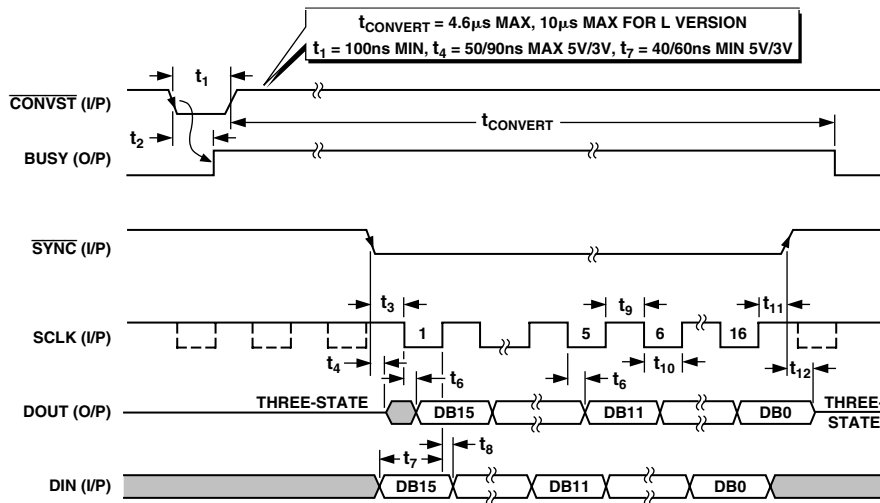 tCONVERT = 4.6µs MAX, 10µs MAX FOR L VERSION
t1 = 100ns MIN, t4 = 50/90ns MAX 5V/3V, t7 = 40/60ns MIN 5V/3V
t1
CONVST (I/P)
tCONVERT
t2
BUSY (O/P)
SYNC (I/P)
t3
t9
t11
SCLK (I/P)
1
5
6
16
t4
t6
t6
t10
t12
THREE-STATE
DOUT (O/P)
DB15
DB11
DB0
THREE-
STATE
t7
t8
DIN (I/P)
DB15
DB11
DB0